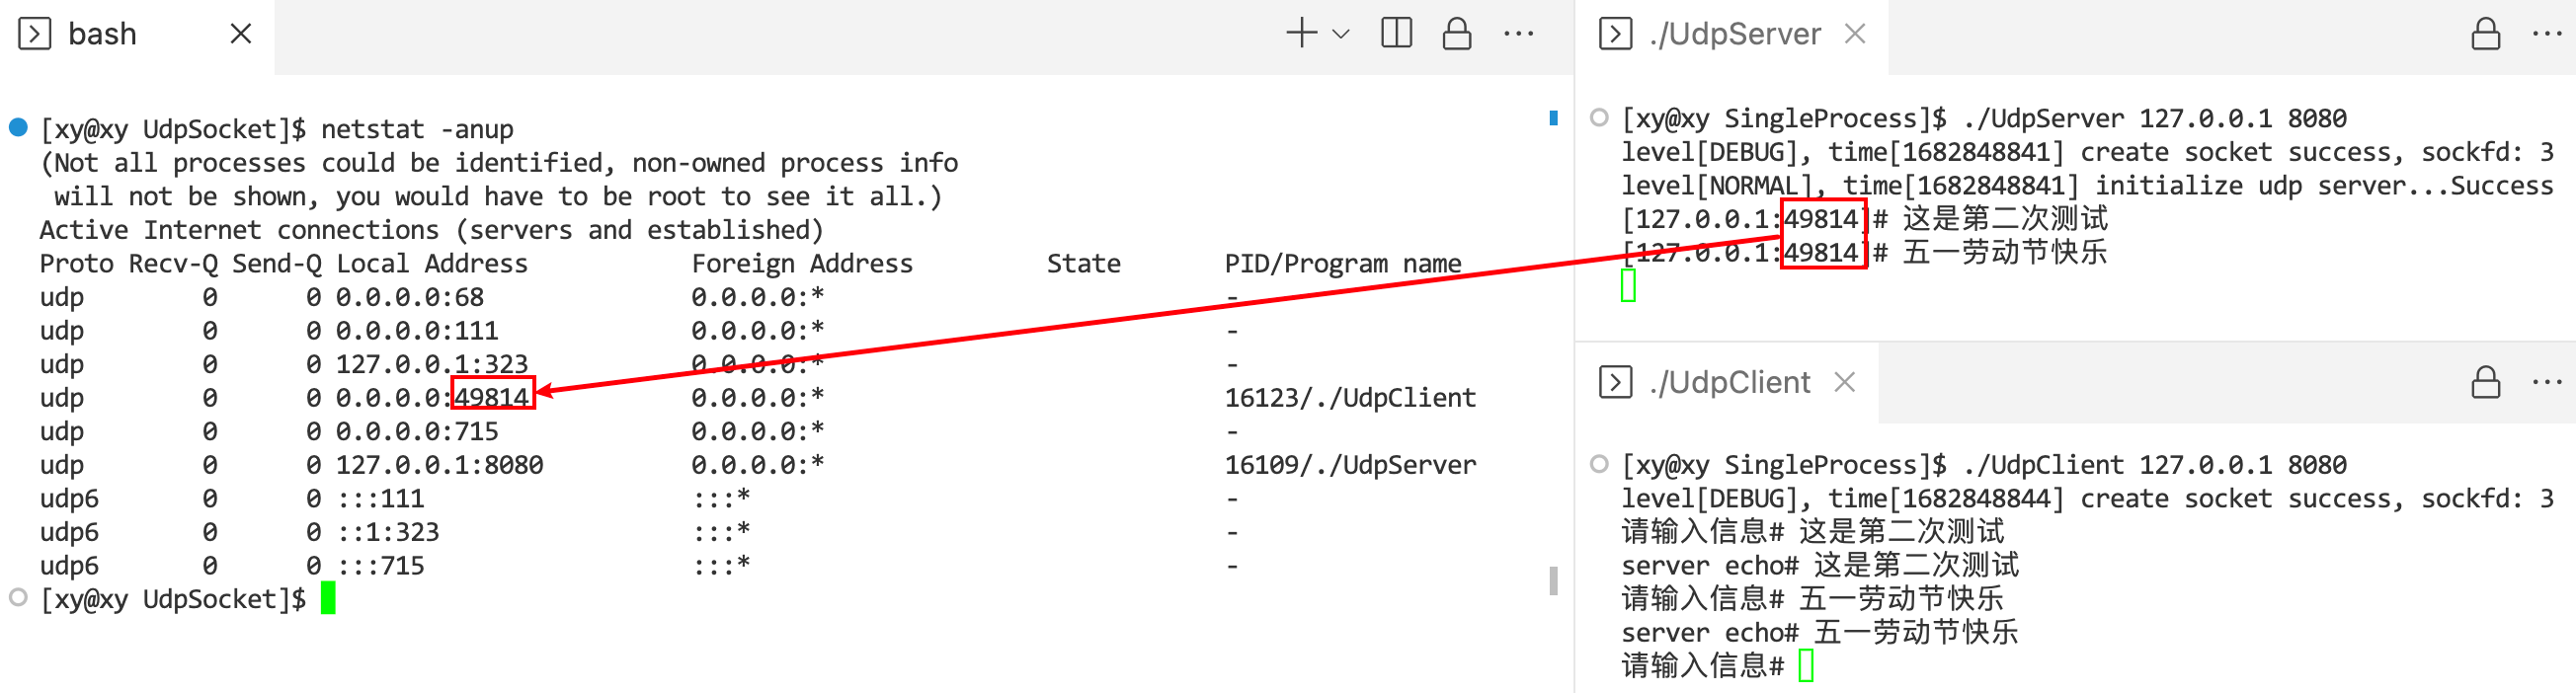 bash
[xy@xy UdpSocket]$ netstat -anup
(Not all processes could be identified, non-owned process info
will not be shown, you would have to be root to see it all.)
Active Internet connections (servers and established)
Proto Recv-Q Send-Q Local Address Foreign Address State PID/Program name
udp 0 0 0.0.0.0:68 0.0.0.0:* -
udp 0 0 0.0.0.0:111 0.0.0.0:* -
udp 0 0 127.0.0.1:323 0.0.0.0:* -
udp 0 0 0.0.0.0:49814 0.0.0.0:* 16123/./UdpClient
udp 0 0 0.0.0.0:715 0.0.0.0:* -
udp 0 0 127.0.0.1:8080 0.0.0.0:* 16109/./UdpServer
udp6 0 0 :::111 :::* -
udp6 0 0 ::1:323 :::* -
udp6 0 0 :::715 :::* -
[xy@xy UdpSocket]$
./UdpServer
[xy@xy SingleProcess]$ ./UdpServer 127.0.0.1 8080
level[DEBUG], time[1682848841] create socket success, sockfd: 3
level[NORMAL], time[1682848841] initialize udp server...Success
[127.0.0.1:49814]# 这是第二次测试
[127.0.0.1:49814]# 五一劳动节快乐
./UdpClient
[xy@xy SingleProcess]$ ./UdpClient 127.0.0.1 8080
level[DEBUG], time[1682848844] create socket success, sockfd: 3
请输入信息# 这是第二次测试
server echo# 这是第二次测试
请输入信息# 五一劳动节快乐
server echo# 五一劳动节快乐
请输入信息#